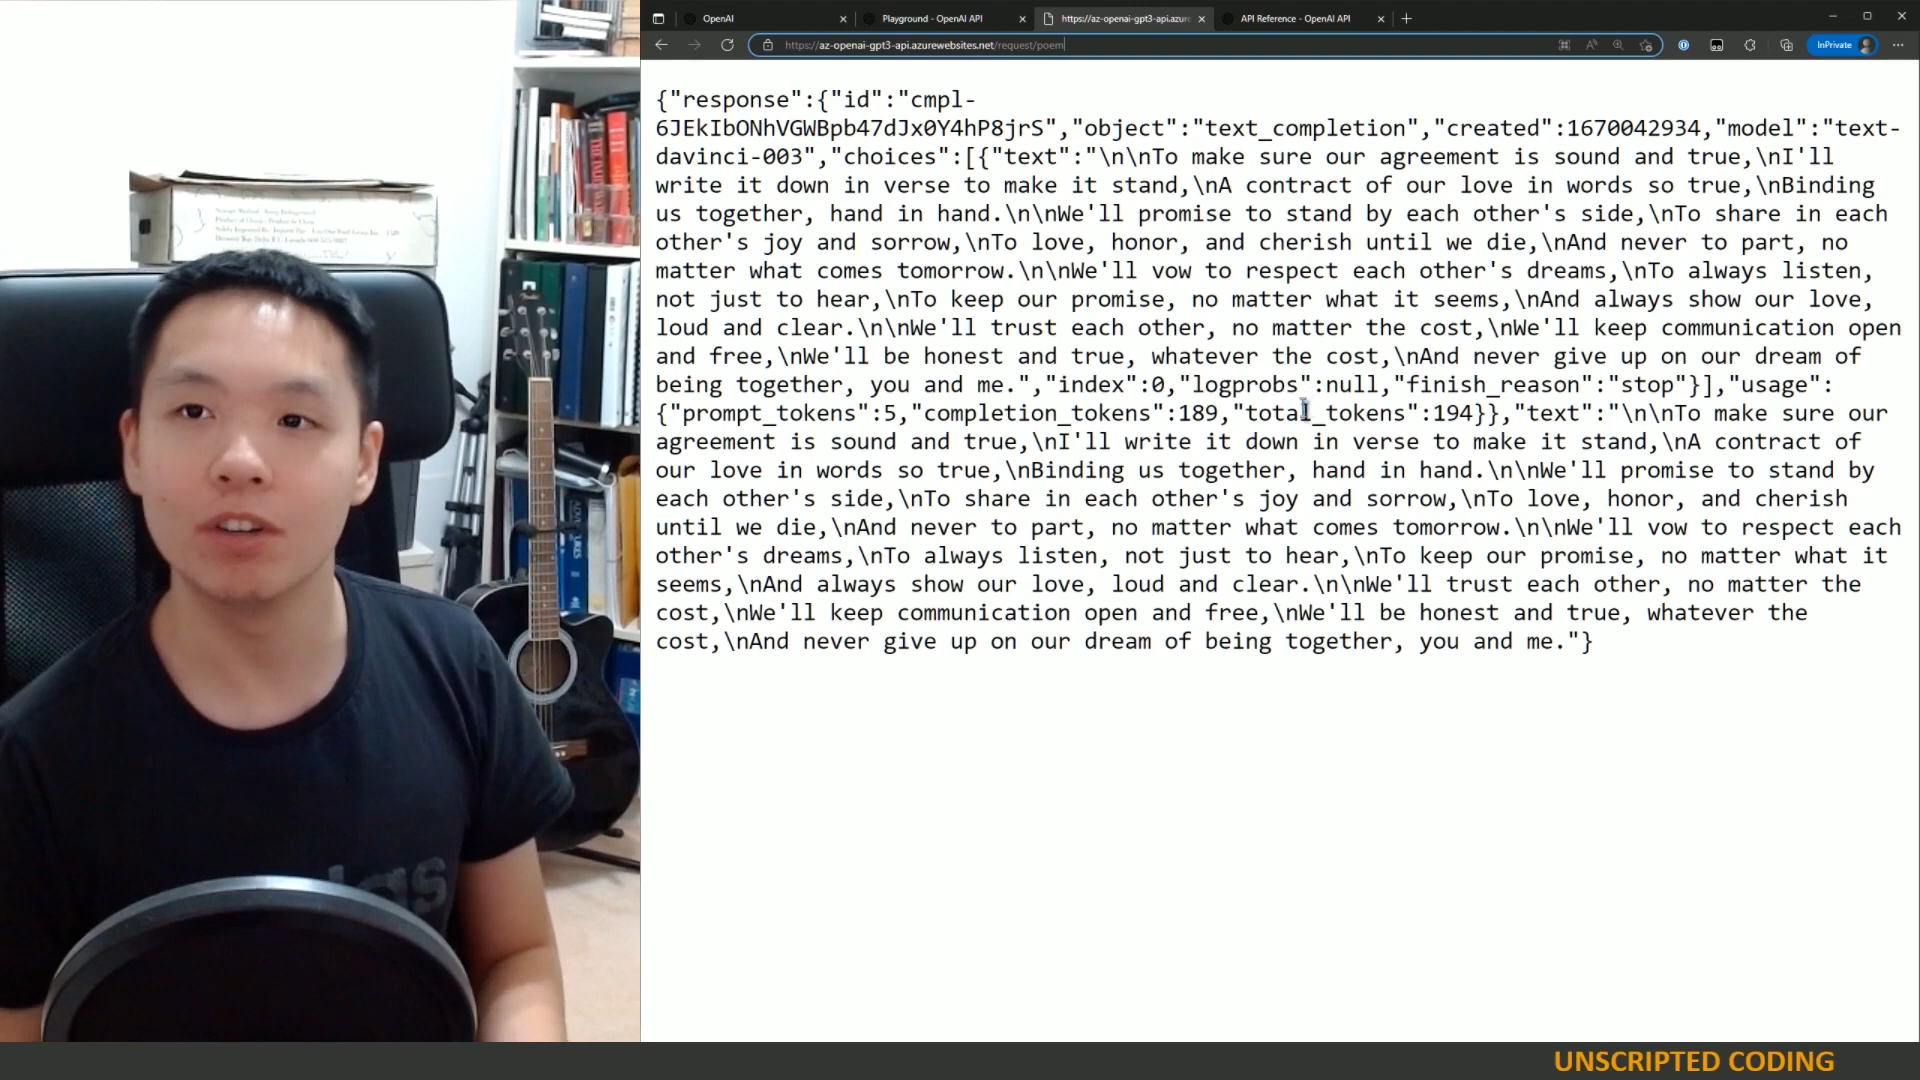 OpenAI
Playground - OpenAI API
https://az-openai-gpt3-api.azure
API Reference - OpenAI API
https://az-openai-gpt3-api.azurewebsites.net/request/poem
InPrivate
{"response":{"id":"cmpl-
6JEkIbONhVGWBpb47dJx0Y4hP8jrS","object":"text_completion","created":1670042934,"model":"text-
davinci-003","choices":[{"text":"\n\nTo make sure our agreement is sound and true,\nI'll
write it down in verse to make it stand,\nA contract of our love in words so true,\nBinding
us together, hand in hand.\n\nWe'll promise to stand by each other's side,\nTo share in each
other's joy and sorrow,\nTo love, honor, and cherish until we die,\nAnd never to part, no
matter what comes tomorrow.\n\nWe'll vow to respect each other's dreams,\nTo always listen,
not just to hear,\nTo keep our promise, no matter what it seems,\nAnd always show our love,
loud and clear.\n\nWe'll trust each other, no matter the cost,\nWe'll keep communication open
and free,\nWe'll be honest and true, whatever the cost,\nAnd never give up on our dream of
being together, you and me.","index":0,"logprobs":null,"finish_reason":"stop"}],"usage":
{"prompt_tokens":5,"completion_tokens":189,"total_tokens":194}},"text":"\n\nTo make sure our
agreement is sound and true,\nI'll write it down in verse to make it stand,\nA contract of
our love in words so true,\nBinding us together, hand in hand.\n\nWe'll promise to stand by
each other's side,\nTo share in each other's joy and sorrow,\nTo love, honor, and cherish
until we die,\nAnd never to part, no matter what comes tomorrow.\n\nWe'll vow to respect each
other's dreams,\nTo always listen, not just to hear,\nTo keep our promise, no matter what it
seems,\nAnd always show our love, loud and clear.\n\nWe'll trust each other, no matter the
cost,\nWe'll keep communication open and free,\nWe'll be honest and true, whatever the
cost,\nAnd never give up on our dream of being together, you and me."}
UNSCRIPTED CODING